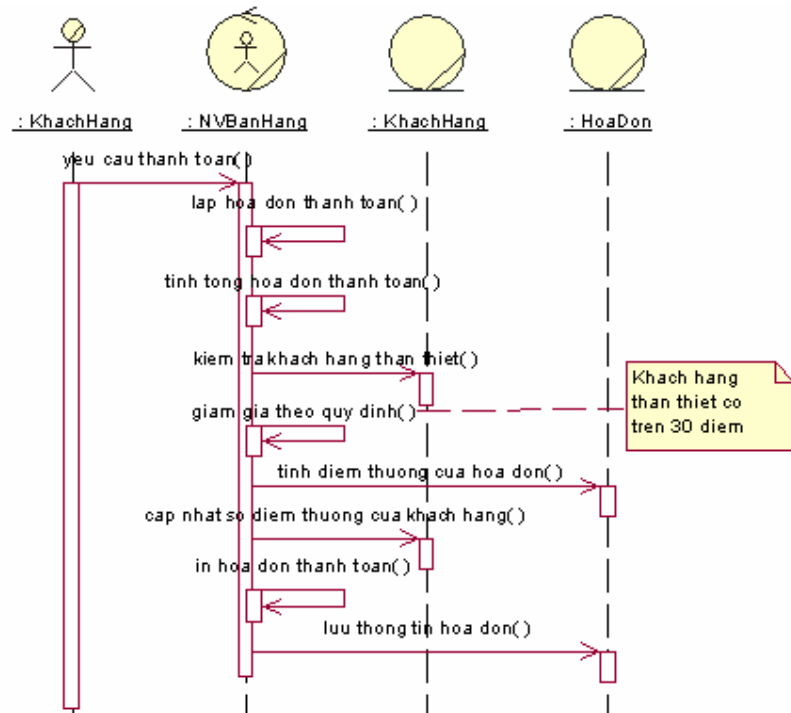 : KhachHang
: NVBanHang
: KhachHang
: HoaDon
yeu cau thanh toan()
lap hoa don thanh toan( )
tinh tong hoa don thanh toan()
kiem tra khach hang than thiet()
Khach hang
than thiet co
tren 30 diem
giam gia theo quy dinh()
tinh diem thuong cua hoa don()
cap nhat so diem thuong cua khach hang()
in hoa don thanh toan()
luu thong tin hoa don()